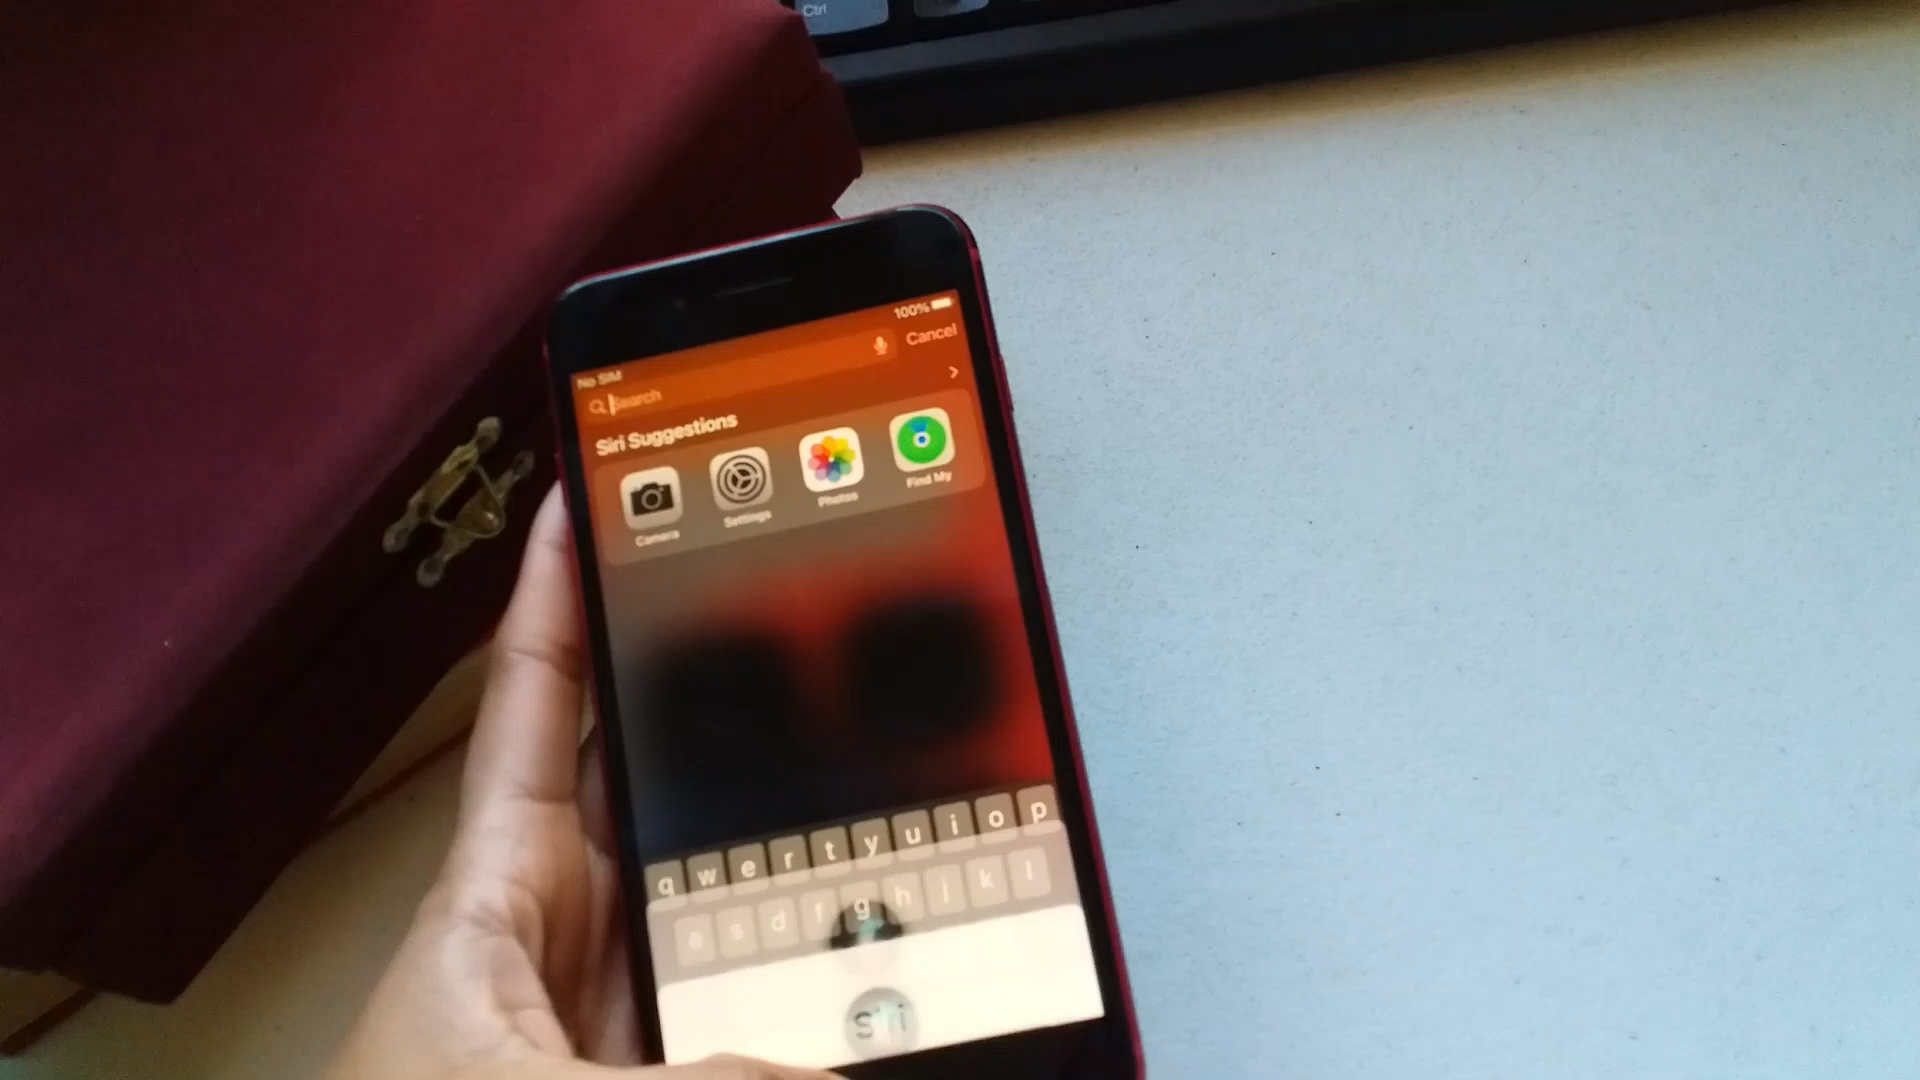 Ctrl
100%
No SIM
Search
Cancel
Siri Suggestions
Camera
Settings
Photos
Find My
q w e r t y u i o p
a s d f g h j k l
Siri